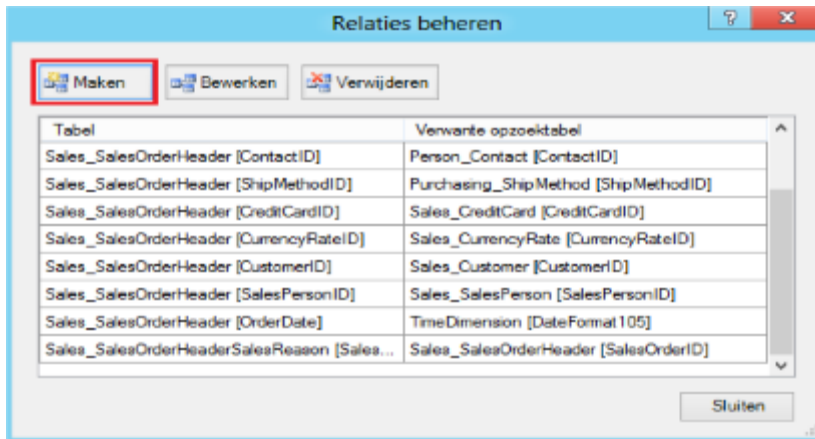 Relaties beheren
Maken Bewerken Verwijderen
Tabel Verwante opzoektabel
Sales_SalesOrderHeader [ContactID] Person_Contact [ContactID]
Sales_SalesOrderHeader [ShipMethodID] Purchasing_ShipMethod [ShipMethodID]
Sales_SalesOrderHeader [CreditCardID] Sales_CreditCard [CreditCardID]
Sales_SalesOrderHeader [CurrencyRateID] Sales_CurrencyRate [CurrencyRateID]
Sales_SalesOrderHeader [CustomerID] Sales_Customer [CustomerID]
Sales_SalesOrderHeader [SalesPersonID] Sales_SalesPerson [SalesPersonID]
Sales_SalesOrderHeader [OrderDate] TimeDimension [DateFormat105]
Sales_SalesOrderHeaderSalesReason [Sales... Sales_SalesOrderHeader [SalesOrderID]
Sluiten